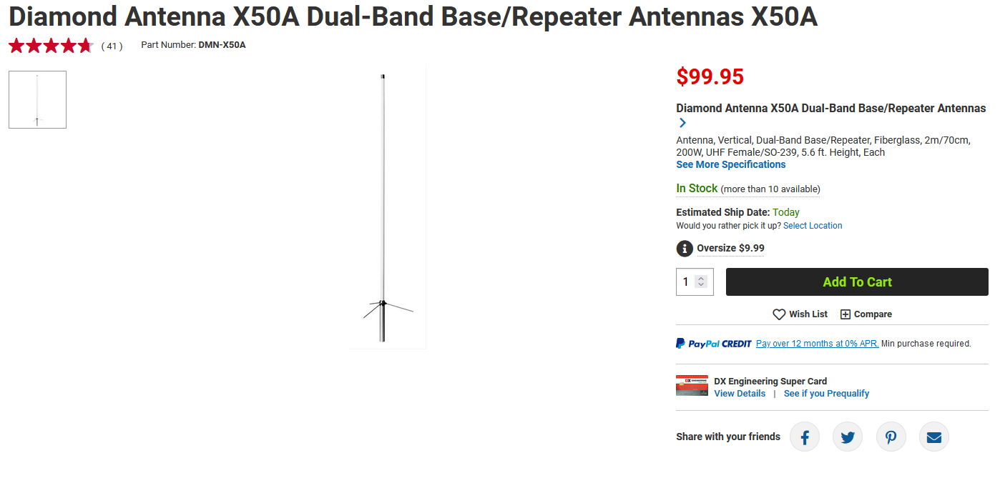 Diamond Antenna X50A Dual-Band Base/Repeater Antennas X50A
( 41 ) Part Number: DMN-X50A
$99.95
Diamond Antenna X50A Dual-Band Base/Repeater Antennas
Antenna, Vertical, Dual-Band Base/Repeater, Fiberglass, 2m/70cm,
200W, UHF Female/SO-239, 5.6 ft. Height, Each
See More Specifications
In Stock (more than 10 available)
Estimated Ship Date: Today
Would you rather pick it up? Select Location
Oversize $9.99
1 Add To Cart
Wish List Compare
PayPal CREDIT Pay over 12 months at 0% APR. Min purchase required.
DX Engineering Super Card
View Details | See if you Prequalify
Share with your friends